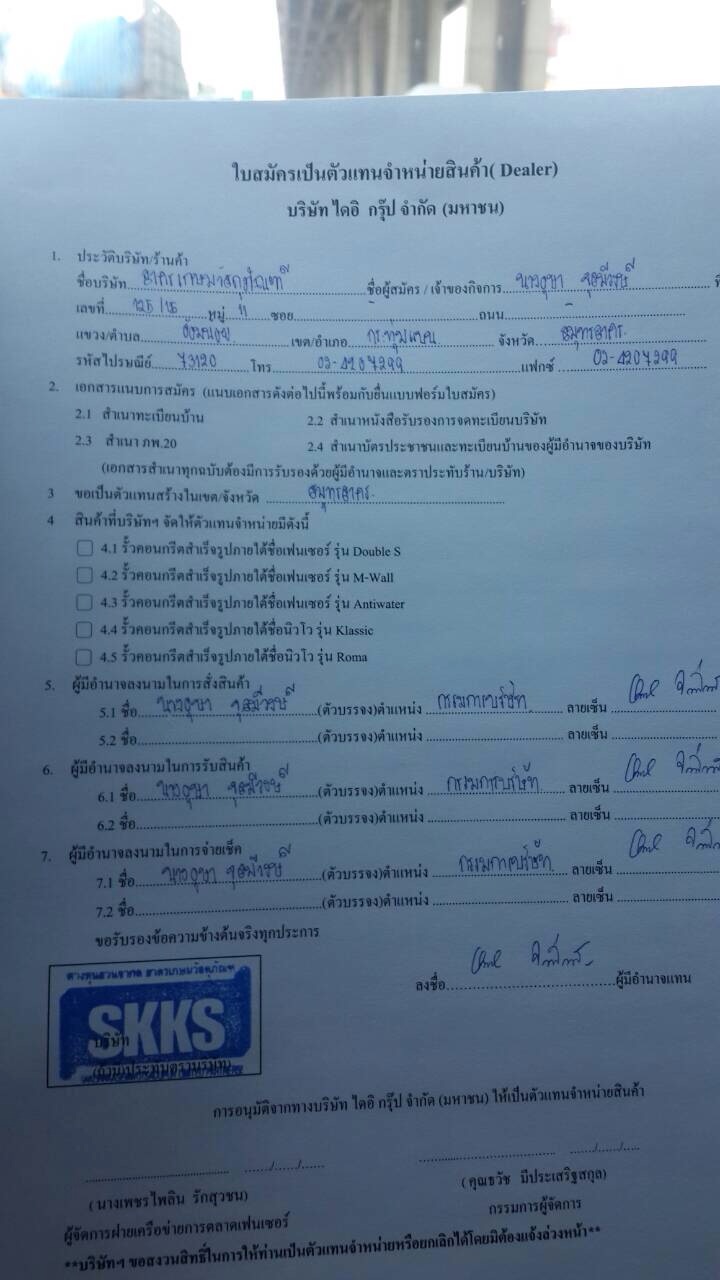 ใบสมัครเป็นตัวแทนจำหน่ายสินค้า( Dealer)
บริษัท ไดอิ กรุ๊ป จำกัด (มหาชน)
1. ประวัติบริษัท/ร้านค้า
ชื่อบริษัท สาครเกษมวัสดุภัณฑ์ ชื่อผู้สมัคร / เจ้าของกิจการ
เลขที่ 125/15 หมู่ 11 ซอย - ถนน -
แขวง/ตำบล อ้อมน้อย เขต/อำเภอ กระทุ่มแบน จังหวัด สมุทรสาคร
รหัสไปรษณีย์ 73120 โทร 02-4207299 แฟกซ์ 02-4207299
2. เอกสารแนบการสมัคร (แนบเอกสารดังต่อไปนี้พร้อมกับยื่นแบบฟอร์มใบสมัคร)
2.1 สำเนาทะเบียนบ้าน 2.2 สำเนาหนังสือรับรองการจดทะเบียนบริษัท
2.3 สำเนา ภพ.20 2.4 สำเนาบัตรประชาชนและทะเบียนบ้านของผู้มีอำนาจของบริษัท
(เอกสารสำเนาทุกฉบับต้องมีการรับรองด้วยผู้มีอำนาจและตราประทับร้าน/บริษัท)
3 ขอเป็นตัวแทนสร้างในเขต/จังหวัด สมุทรสาคร
4 สินค้าที่บริษัทฯ จัดให้ตัวแทนจำหน่ายมีดังนี้
4.1 รั้วคอนกรีตสำเร็จรูปภายใต้ชื่อเฟนเซอร์ รุ่น Double S
4.2 รั้วคอนกรีตสำเร็จรูปภายใต้ชื่อเฟนเซอร์ รุ่น M-Wall
4.3 รั้วคอนกรีตสำเร็จรูปภายใต้ชื่อเฟนเซอร์ รุ่น Antiwater
4.4 รั้วคอนกรีตสำเร็จรูปภายใต้ชื่อนิวโว รุ่น Klassic
4.5 รั้วคอนกรีตสำเร็จรูปภายใต้ชื่อนิวโว รุ่น Roma
5. ผู้มีอำนาจลงนามในการสั่งสินค้า
5.1 ชื่อ (ตัวบรรจง)ตำแหน่ง กรรมการบริษัท ลายเซ็น
5.2 ชื่อ (ตัวบรรจง)ตำแหน่ง ลายเซ็น
6. ผู้มีอำนาจลงนามในการรับสินค้า
6.1 ชื่อ (ตัวบรรจง)ตำแหน่ง กรรมการบริษัท ลายเซ็น
6.2 ชื่อ (ตัวบรรจง)ตำแหน่ง ลายเซ็น
7. ผู้มีอำนาจลงนามในการจ่ายเช็ค
7.1 ชื่อ (ตัวบรรจง)ตำแหน่ง กรรมการบริษัท ลายเซ็น
7.2 ชื่อ (ตัวบรรจง)ตำแหน่ง ลายเซ็น
ขอรับรองข้อความข้างต้นจริงทุกประการ
ห้างหุ้นส่วนจำกัด สาครเกษมวัสดุภัณฑ์
SKKS
ลงชื่อ ผู้มีอำนาจแทน
บริษัท
(ห้างประทับตราบริษัท)
การอนุมัติจากทางบริษัท ไดอิ กรุ๊ป จำกัด (มหาชน) ให้เป็นตัวแทนจำหน่ายสินค้า
(นางเพชรไพลิน รักสุวชน) (คุณธวัช มีประเสริฐสกุล)
ผู้จัดการฝ่ายเครือข่ายการตลาดเฟนเซอร์ กรรมการผู้จัดการ
**บริษัทฯ ขอสงวนสิทธิ์ในการให้ท่านเป็นตัวแทนจำหน่ายหรือยกเลิกได้โดยมิต้องแจ้งล่วงหน้า**